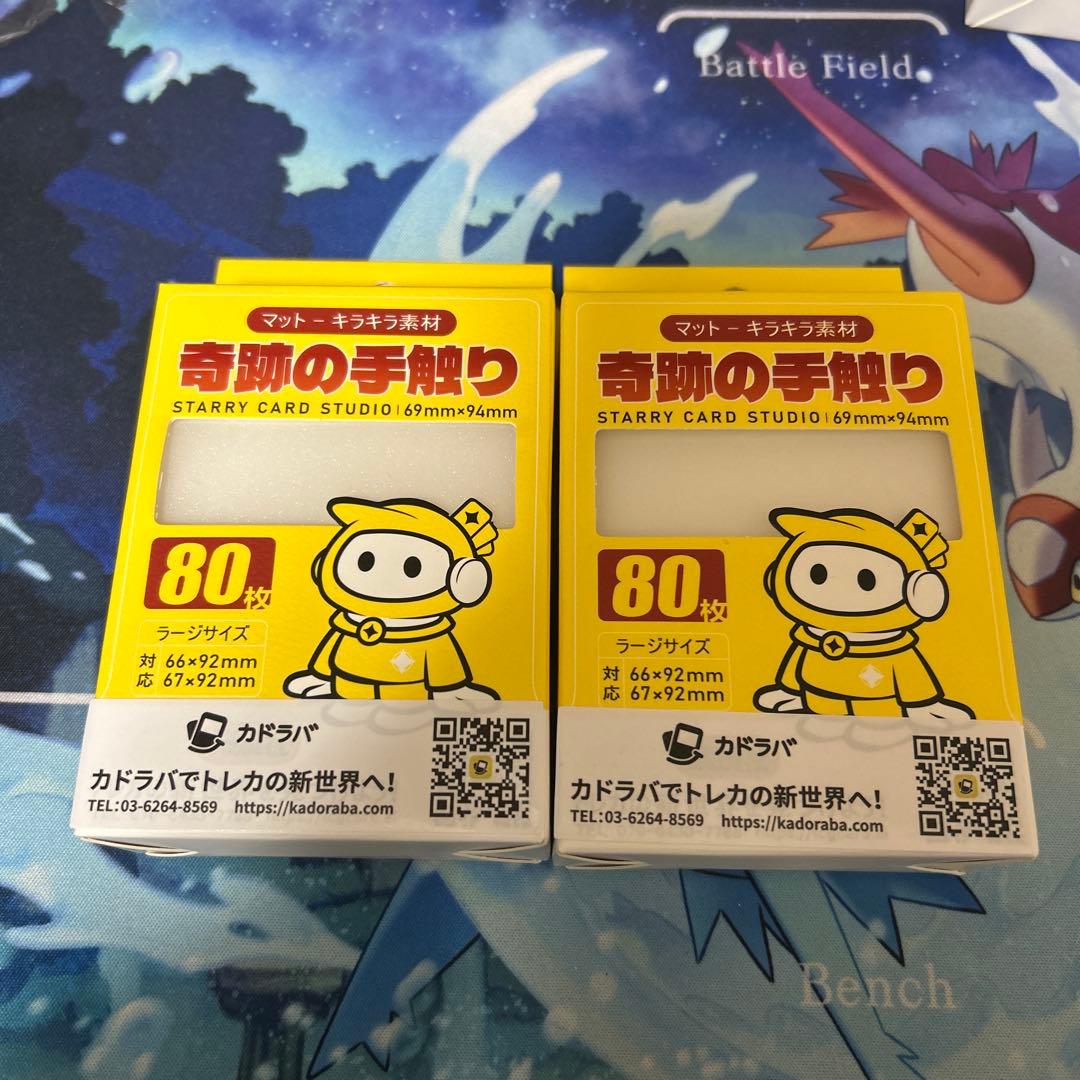 Battle Field
マット − キラキラ素材
奇跡の手触り
STARRY CARD STUDIO | 69mm×94mm
80枚
ラージサイズ
対応 66×92mm
67×92mm
カドラバ
カドラバでトレカの新世界へ!
TEL:03-6264-8569 https://kadoraba.com
マット − キラキラ素材
奇跡の手触り
STARRY CARD STUDIO | 69mm×94mm
80枚
ラージサイズ
対応 66×92mm
67×92mm
カドラバ
カドラバでトレカの新世界へ!
TEL:03-6264-8569 https://kadoraba.com
Bench